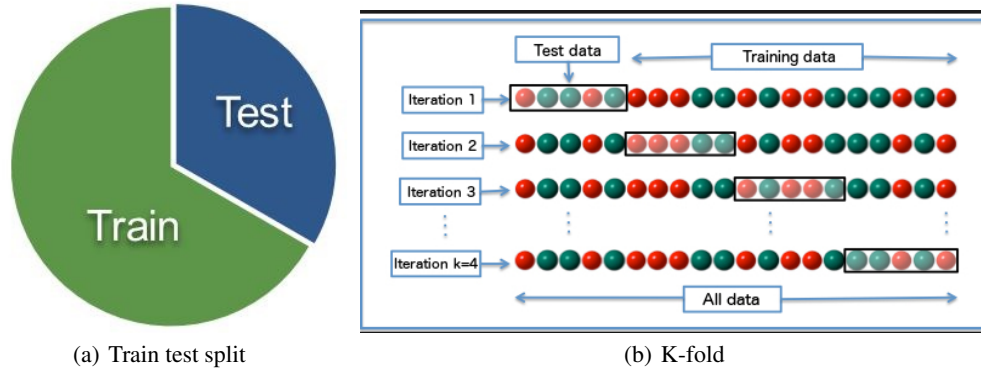 Test
Train
(a) Train test split
Test data
Training data
Iteration 1
Iteration 2
Iteration 3
Iteration k=4
All data
(b) K-fold